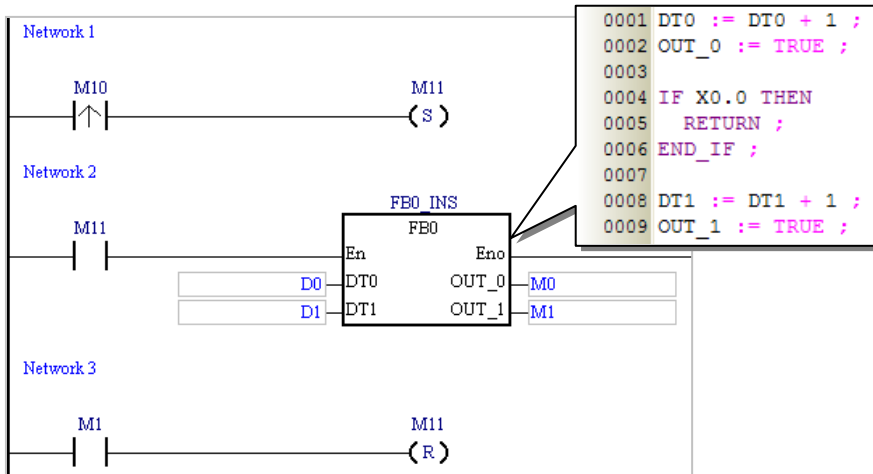 Network 1
M10
M11
S
Network 2
M11
FB0_INS
FB0
En
Eno
D0
DT0
OUT_0
M0
D1
DT1
OUT_1
M1
Network 3
M1
M11
R
0001 DT0 := DT0 + 1 ;
0002 OUT_0 := TRUE ;
0003
0004 IF X0.0 THEN
0005 RETURN ;
0006 END_IF ;
0007
0008 DT1 := DT1 + 1 ;
0009 OUT_1 := TRUE ;